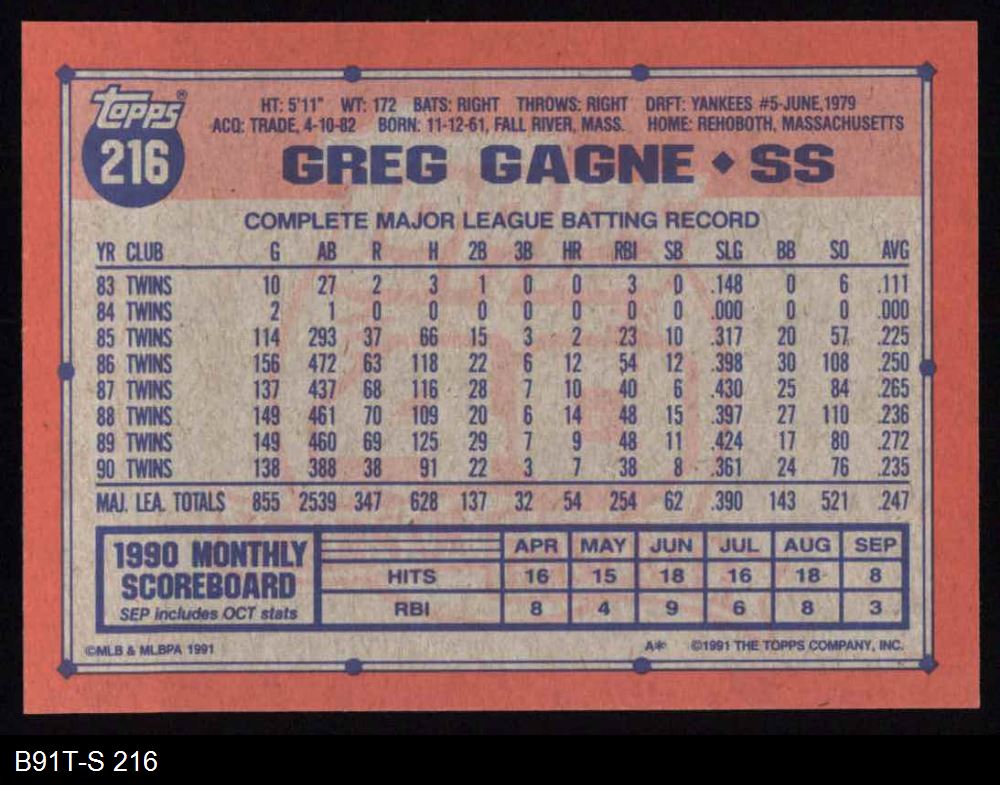 Topps®
216
HT: 5'11" WT: 172 BATS: RIGHT THROWS: RIGHT DRFT: YANKEES #5-JUNE,1979
ACQ: TRADE, 4-10-82 BORN: 11-12-61, FALL RIVER, MASS. HOME: REHOBOTH, MASSACHUSETTS
GREG GAGNE ◆ SS
COMPLETE MAJOR LEAGUE BATTING RECORD
YR CLUB G AB R H 2B 3B HR RBI SB SLG BB SO AVG
83 TWINS 10 27 2 3 1 0 0 3 0 .148 0 6 .111
84 TWINS 2 1 0 0 0 0 0 0 0 .000 0 0 .000
85 TWINS 114 293 37 66 15 3 2 23 10 .317 20 57 .225
86 TWINS 156 472 63 118 22 6 12 54 12 .398 30 108 .250
87 TWINS 137 437 68 116 28 7 10 40 6 .430 25 84 .265
88 TWINS 149 461 70 109 20 6 14 48 15 .397 27 110 .236
89 TWINS 149 460 69 125 29 7 9 48 11 .424 17 80 .272
90 TWINS 138 388 38 91 22 3 7 38 8 .361 24 76 .235
MAJ. LEA. TOTALS 855 2539 347 628 137 32 54 254 62 .390 143 521 .247
1990 MONTHLY SCOREBOARD
SEP includes OCT stats
APR MAY JUN JUL AUG SEP
HITS 16 15 18 16 18 8
RBI 8 4 9 6 8 3
©MLB & MLBPA 1991 A* ©1991 THE TOPPS COMPANY, INC.
B91T-S 216